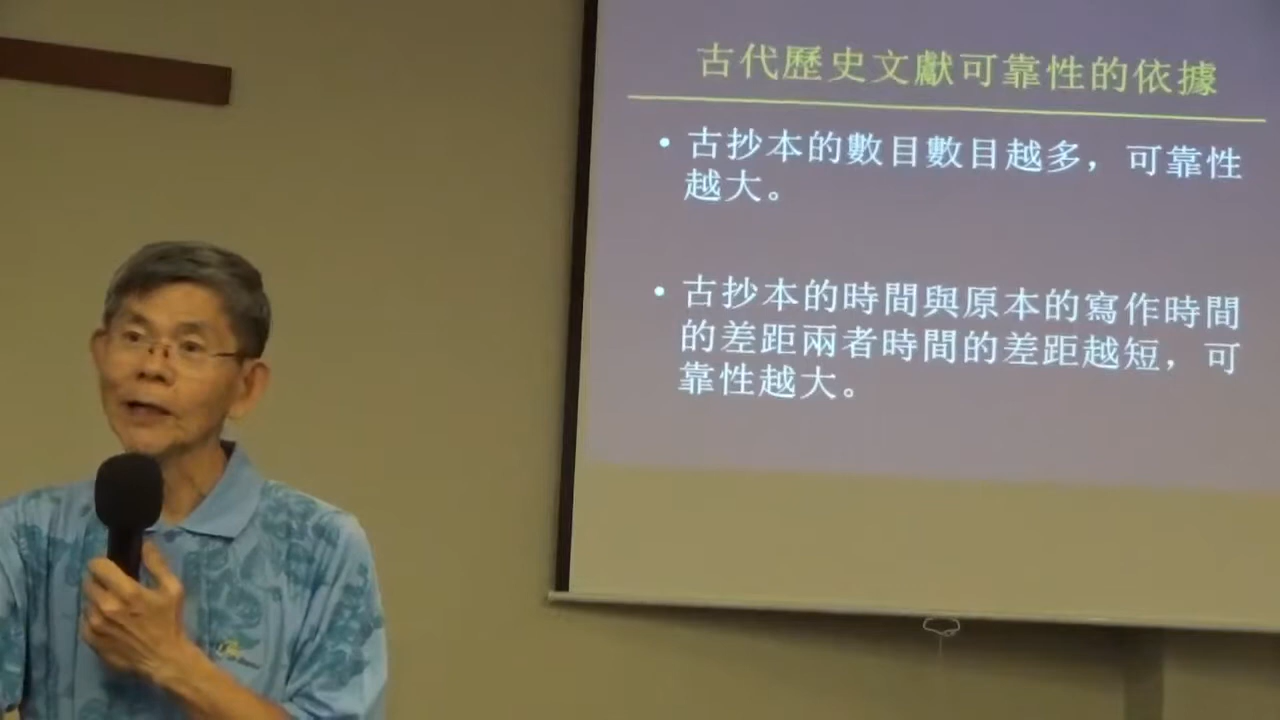 古代歷史文獻可靠性的依據
• 古抄本的數目數目越多，可靠性
越大。
• 古抄本的時間與原本的寫作時間
的差距兩者時間的差距越短，可
靠性越大。